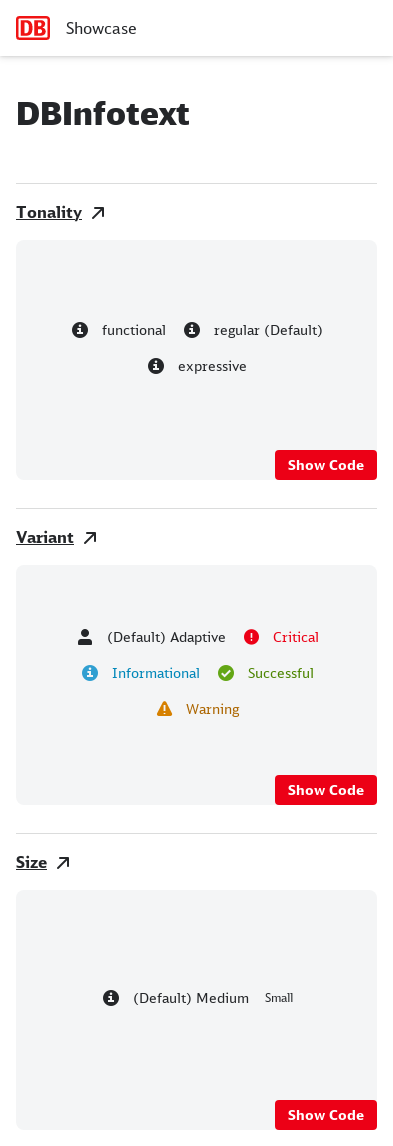 DB Showcase
DBInfotext
Tonality
functional regular (Default)
expressive
Show Code
Variant
(Default) Adaptive Critical
Informational Successful
Warning
Show Code
Size
(Default) Medium Small
Show Code